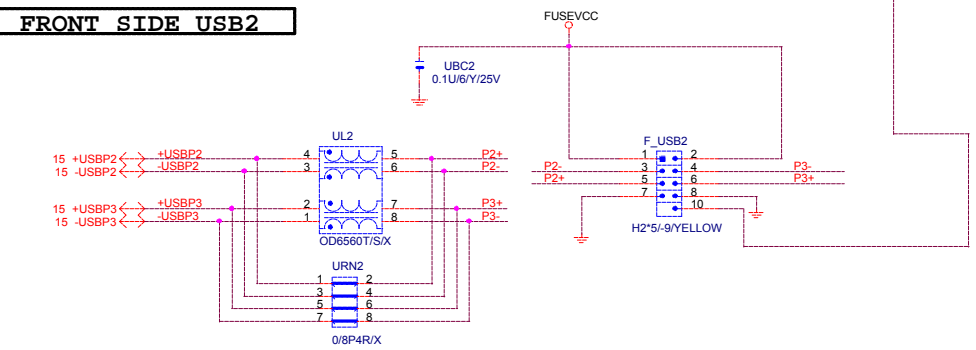 FRONT SIDE USB2
FUSEVCC
UBC2
0.1U/6/Y/25V
UL2
F_USB2
15 +USBP2 +USBP2 4 5 P2+
15 -USBP2 -USBP2 3 6 P2-
15 +USBP3 +USBP3 2 7 P3+
15 -USBP3 -USBP3 1 8 P3-
OD6560T/S/X
1 2
P2- 3 4 P3-
P2+ 5 6 P3+
7 8
10
H2*5/-9/YELLOW
URN2
1 2
3 4
5 6
7 8
0/8P4R/X